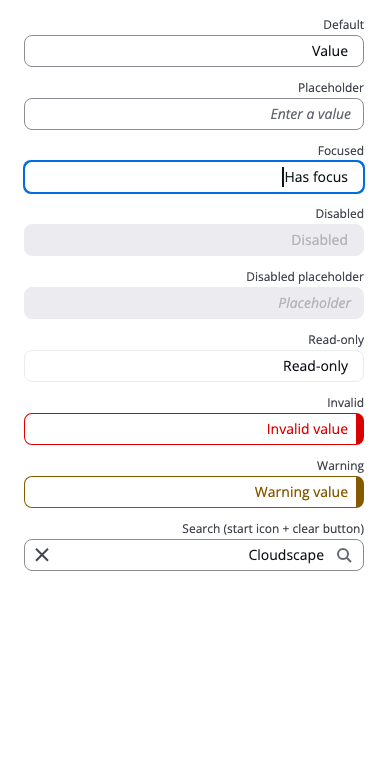 Default
Value
Placeholder
Enter a value
Focused
Has focus
Disabled
Disabled
Disabled placeholder
Placeholder
Read-only
Read-only
Invalid
Invalid value
Warning
Warning value
Search (start icon + clear button)
Cloudscape